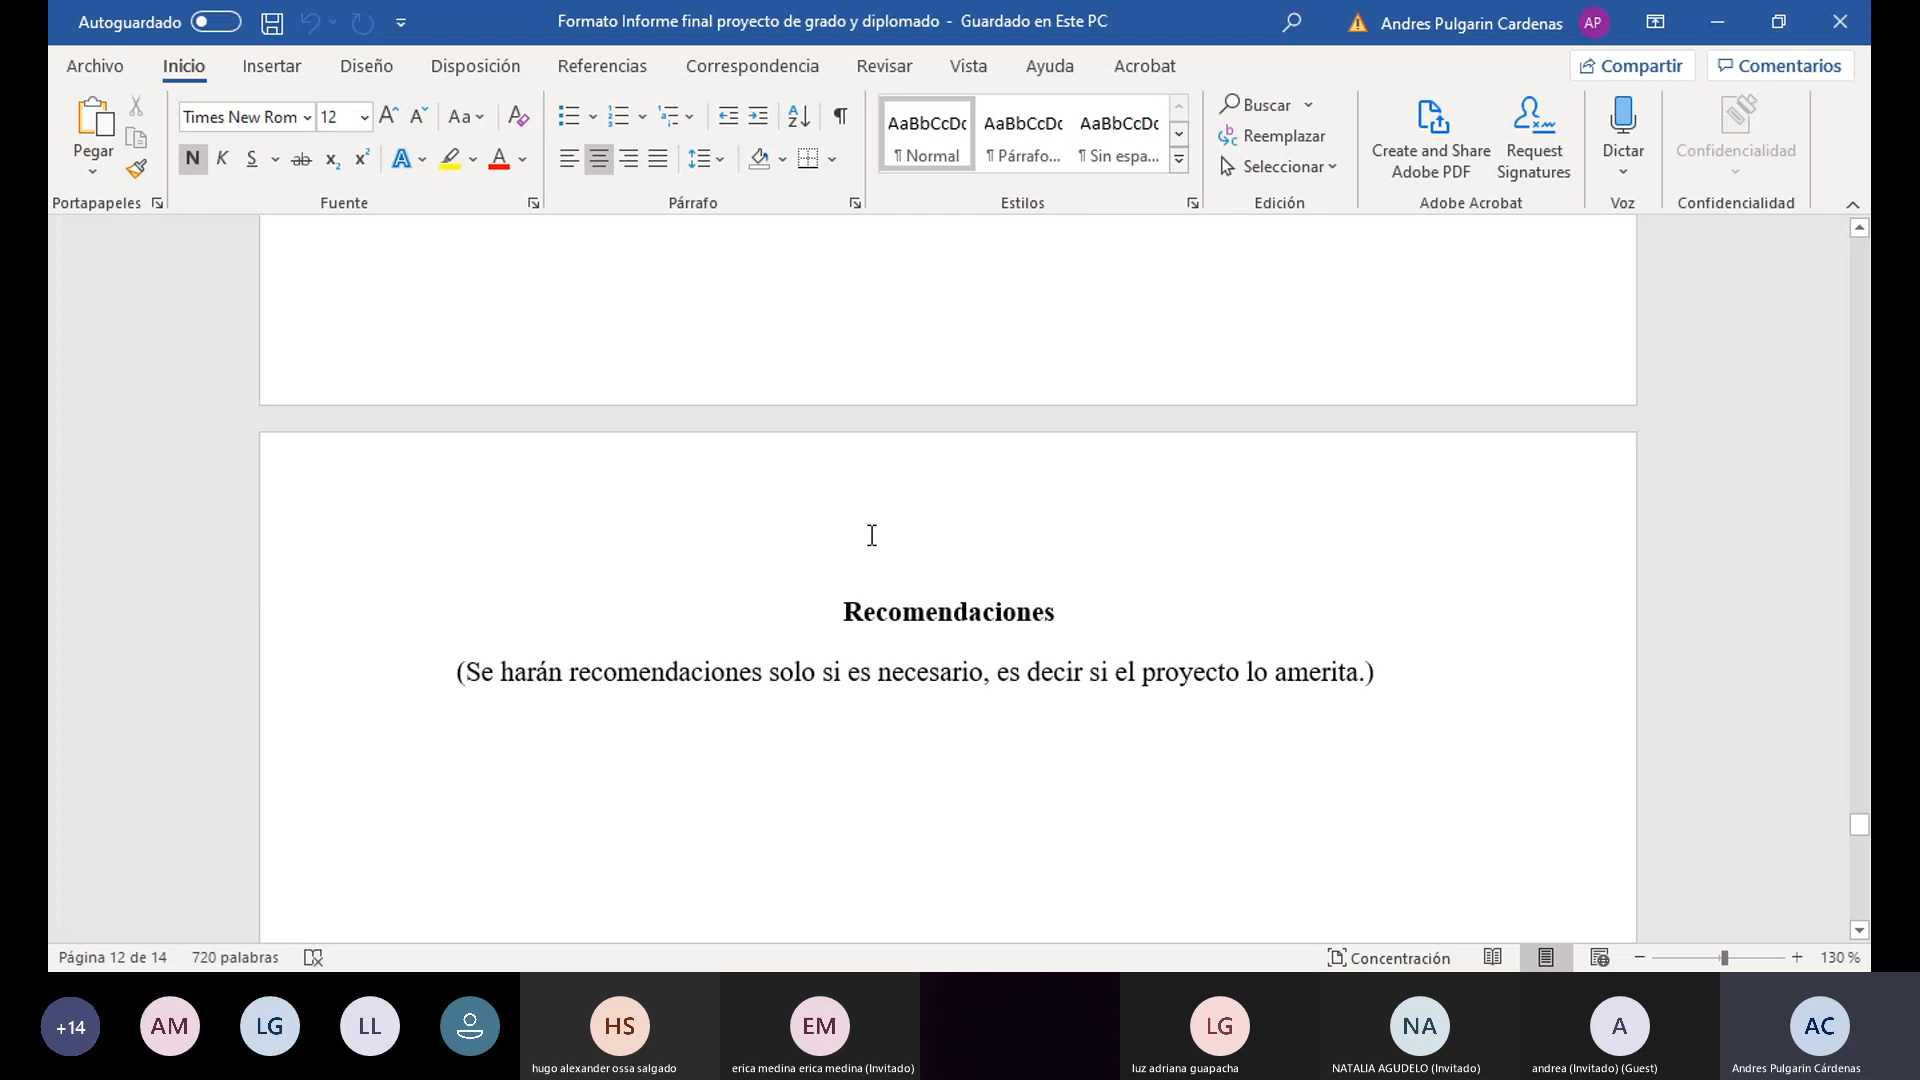 Autoguardado
Formato Informe final proyecto de grado y diplomado - Guardado en Este PC
Andres Pulgarin Cardenas
AP
Archivo Inicio Insertar Diseño Disposición Referencias Correspondencia Revisar Vista Ayuda Acrobat
Compartir Comentarios
Pegar
Times New Rom 12
Aa
N K S ab x₂ x² A A
AaBbCcDc AaBbCcDc AaBbCcDc
¶ Normal ¶ Párrafo... ¶ Sin espa...
Buscar
Reemplazar
Seleccionar
Create and Share Adobe PDF
Request Signatures
Dictar
Confidencialidad
Portapapeles Fuente Párrafo Estilos Edición Adobe Acrobat Voz Confidencialidad
Recomendaciones
(Se harán recomendaciones solo si es necesario, es decir si el proyecto lo amerita.)
Página 12 de 14 720 palabras
Concentración
130 %
+14 AM LG LL HS EM LG NA A AC
hugo alexander ossa salgado
erica medina erica medina (Invitado)
luz adriana guapacha
NATALIA AGUDELO (Invitado)
andrea (Invitado) (Guest)
Andres Pulgarin Cárdenas